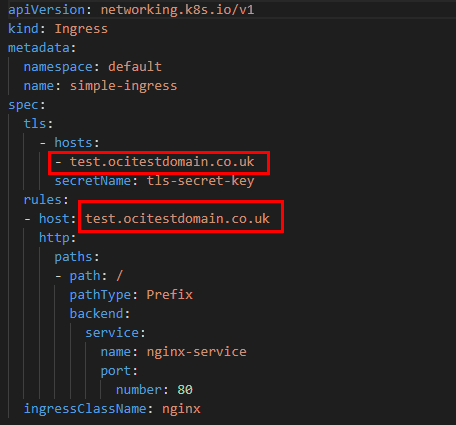 apiVersion: networking.k8s.io/v1
kind: Ingress
metadata:
  namespace: default
  name: simple-ingress
spec:
  tls:
    - hosts:
      - test.ocitestdomain.co.uk
      secretName: tls-secret-key
  rules:
  - host: test.ocitestdomain.co.uk
    http:
      paths:
      - path: /
        pathType: Prefix
        backend:
          service:
            name: nginx-service
            port:
              number: 80
  ingressClassName: nginx